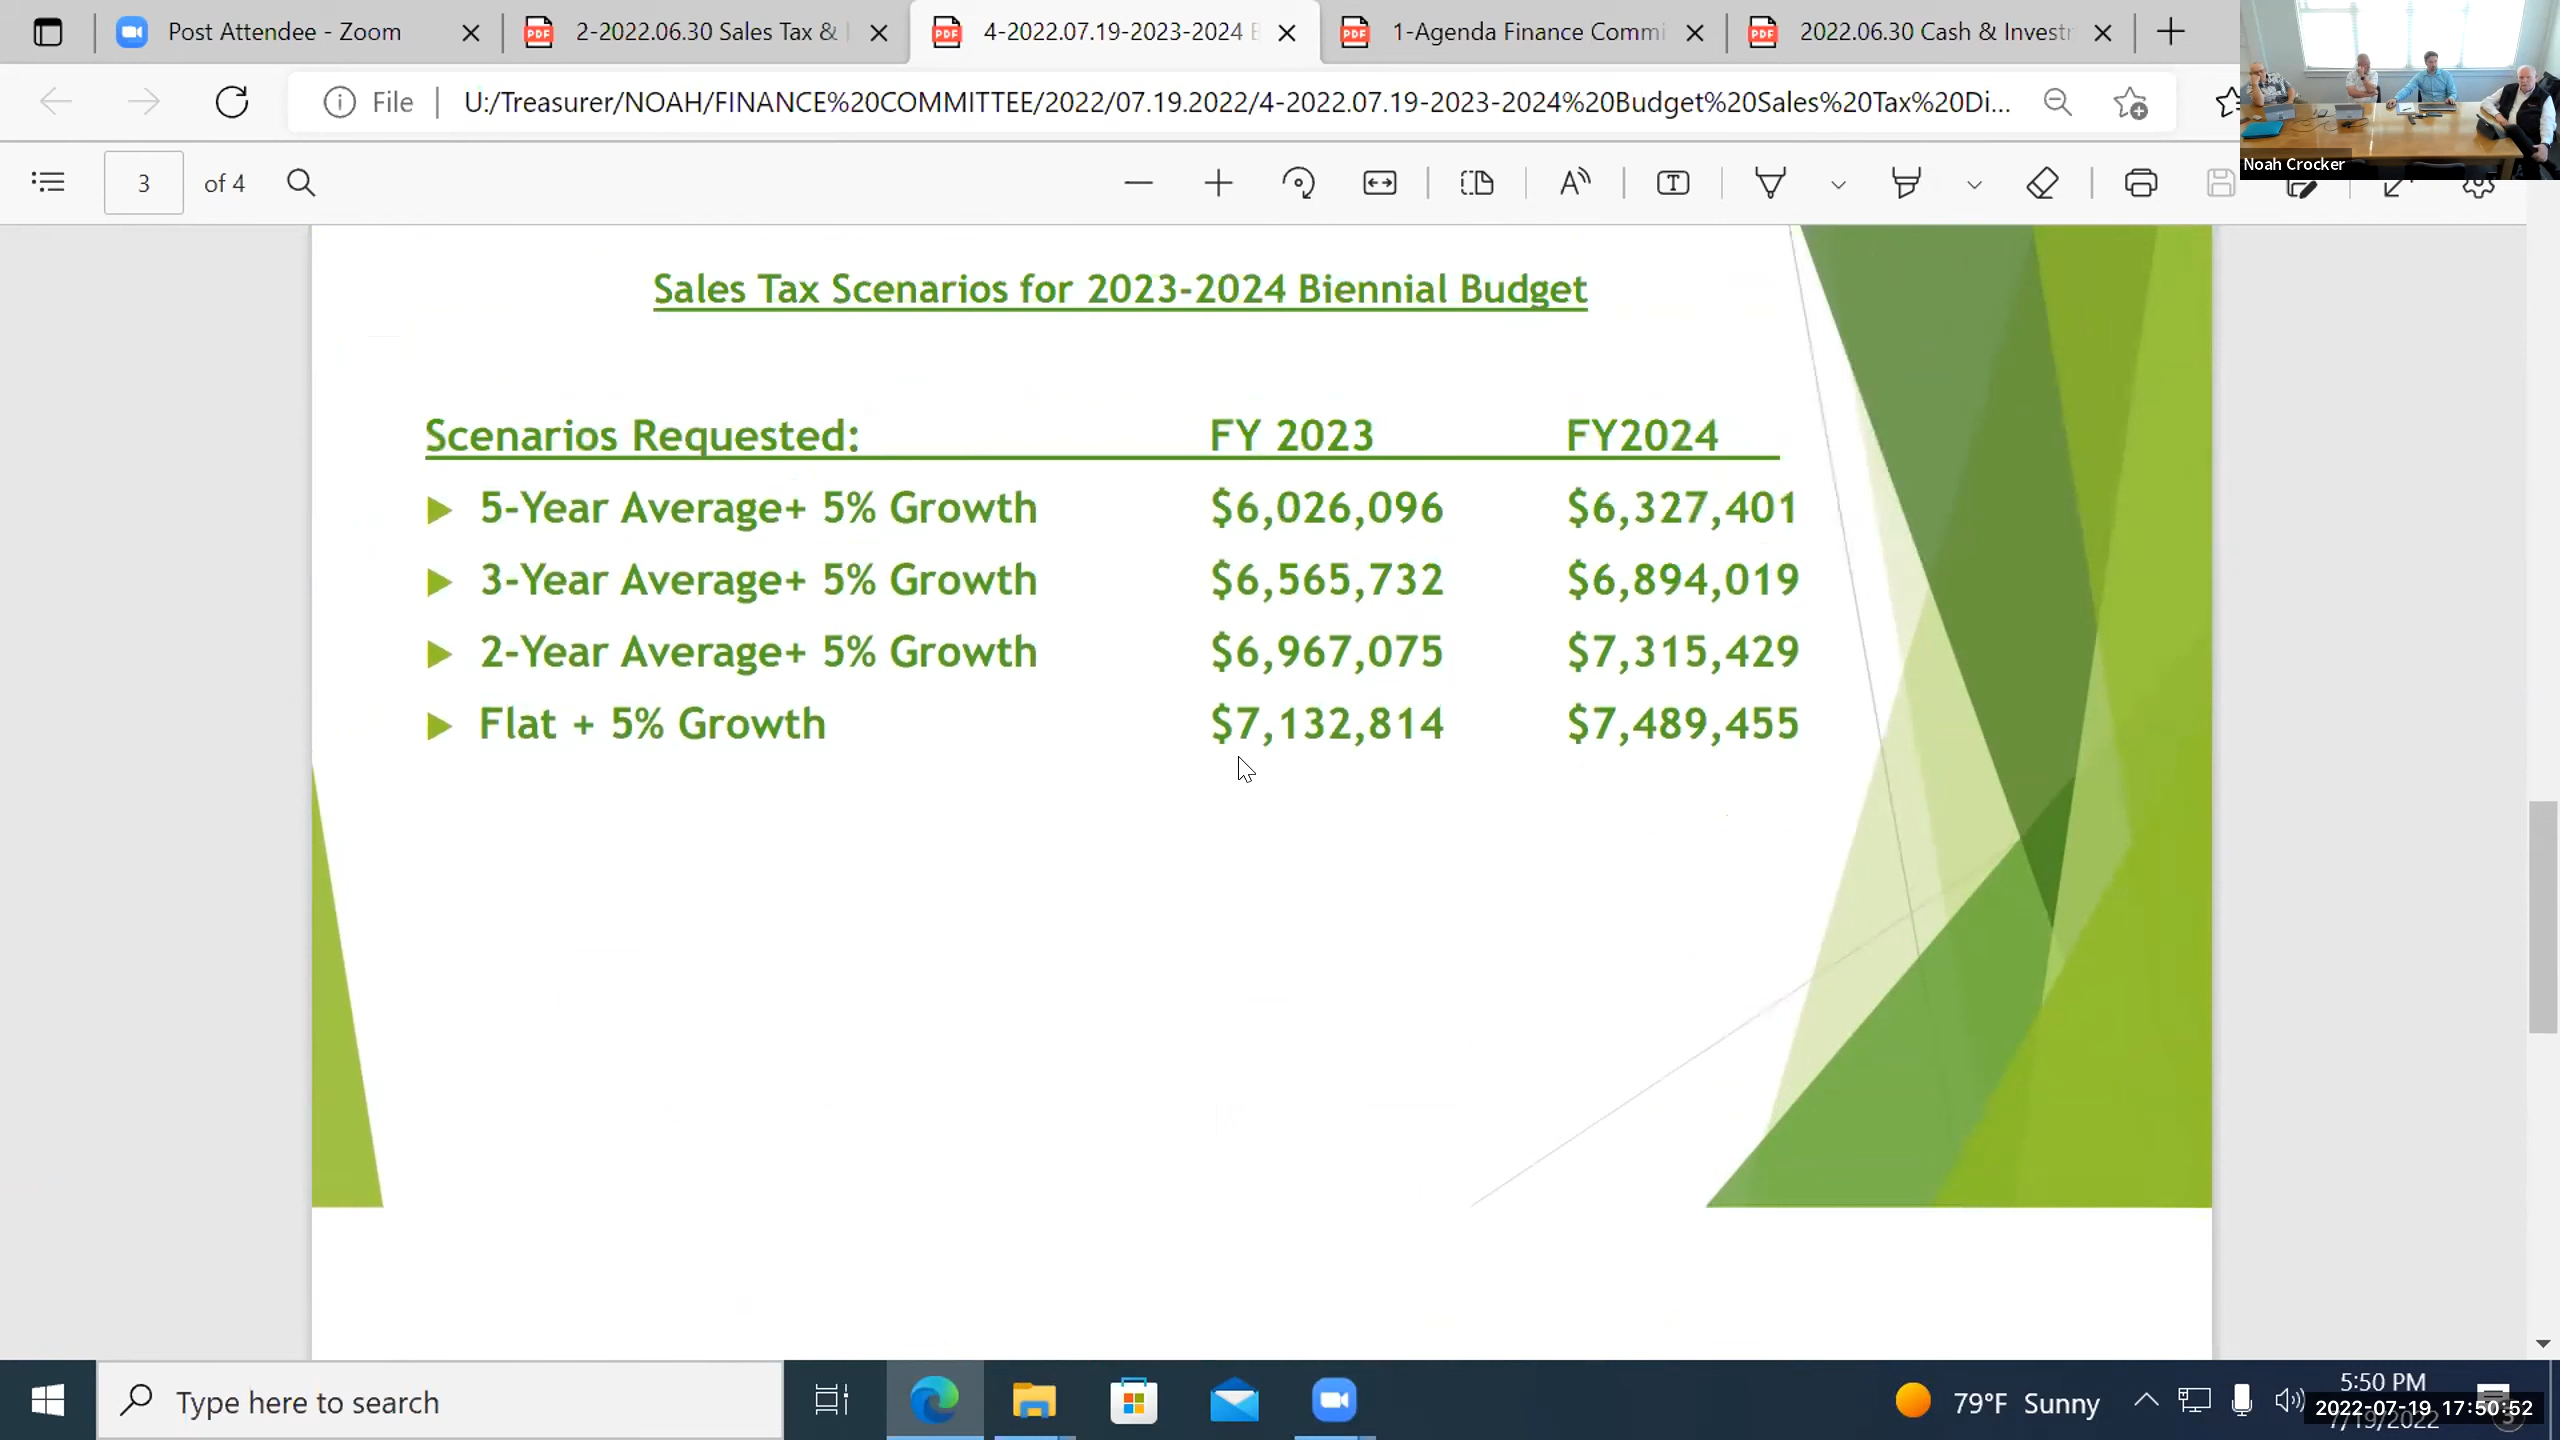 Post Attendee - Zoom
2-2022.06.30 Sales Tax &
4-2022.07.19-2023-2024
1-Agenda Finance Commi
2022.06.30 Cash & Invest
File
U:/Treasurer/NOAH/FINANCE%20COMMITTEE/2022/07.19.2022/4-2022.07.19-2023-2024%20Budget%20Sales%20Tax%20Di...
Noah Crocker
3 of 4
Sales Tax Scenarios for 2023-2024 Biennial Budget
Scenarios Requested: FY 2023 FY2024
5-Year Average+ 5% Growth $6,026,096 $6,327,401
3-Year Average+ 5% Growth $6,565,732 $6,894,019
2-Year Average+ 5% Growth $6,967,075 $7,315,429
Flat + 5% Growth $7,132,814 $7,489,455
Type here to search
79°F Sunny
5:50 PM
2022-07-19 17:50:52
7/19/2022